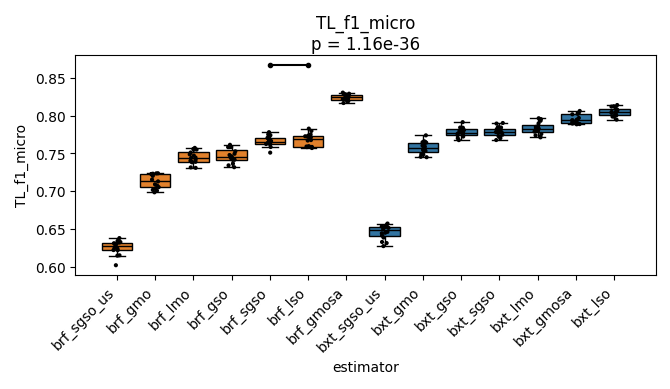 TL_f1_micro
p = 1.16e-36
TL_f1_micro
0.85
0.80
0.75
0.70
0.65
0.60
brf_sgso_us
brf_gmo
brf_lmo
brf_gso
brf_sgso
brf_lso
brf_gmosa
bxt_sgso_us
bxt_gmo
bxt_gso
bxt_sgso
bxt_lmo
bxt_gmosa
bxt_lso
estimator